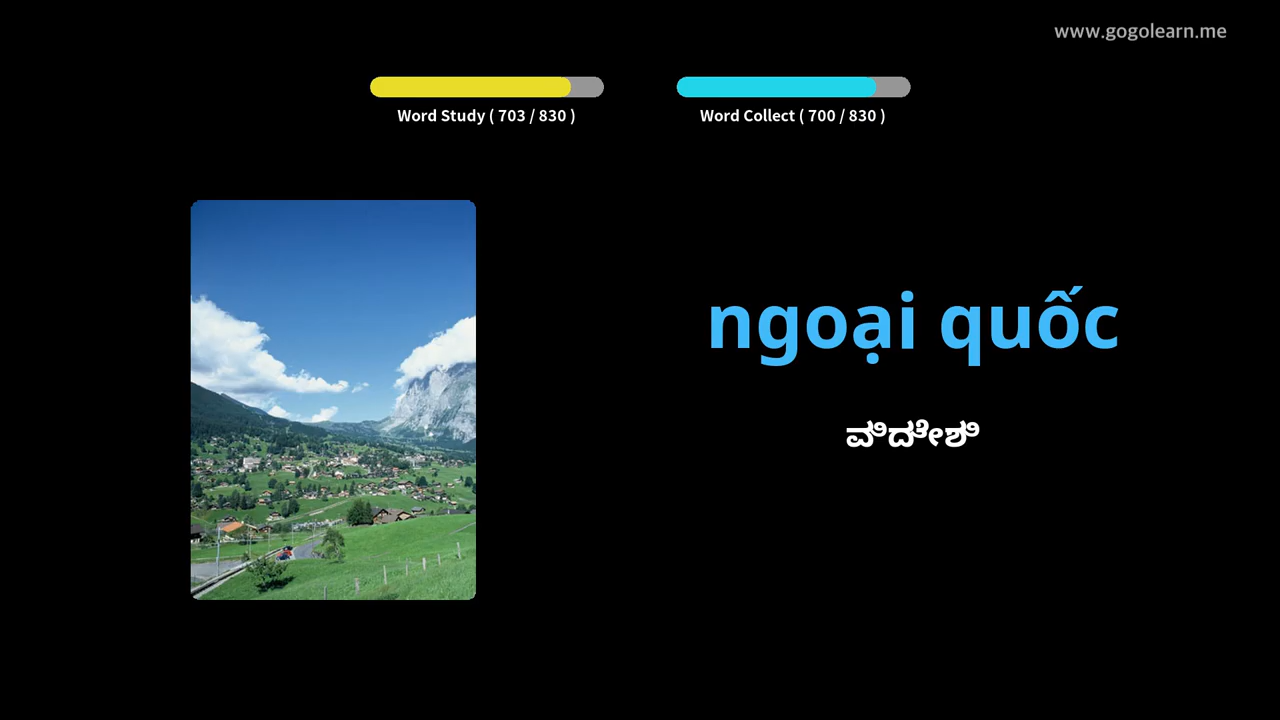 www.gogolearn.me
Word Study ( 703 / 830 )
Word Collect ( 700 / 830 )
ngoại quốc
ವಿದೇಶಿ